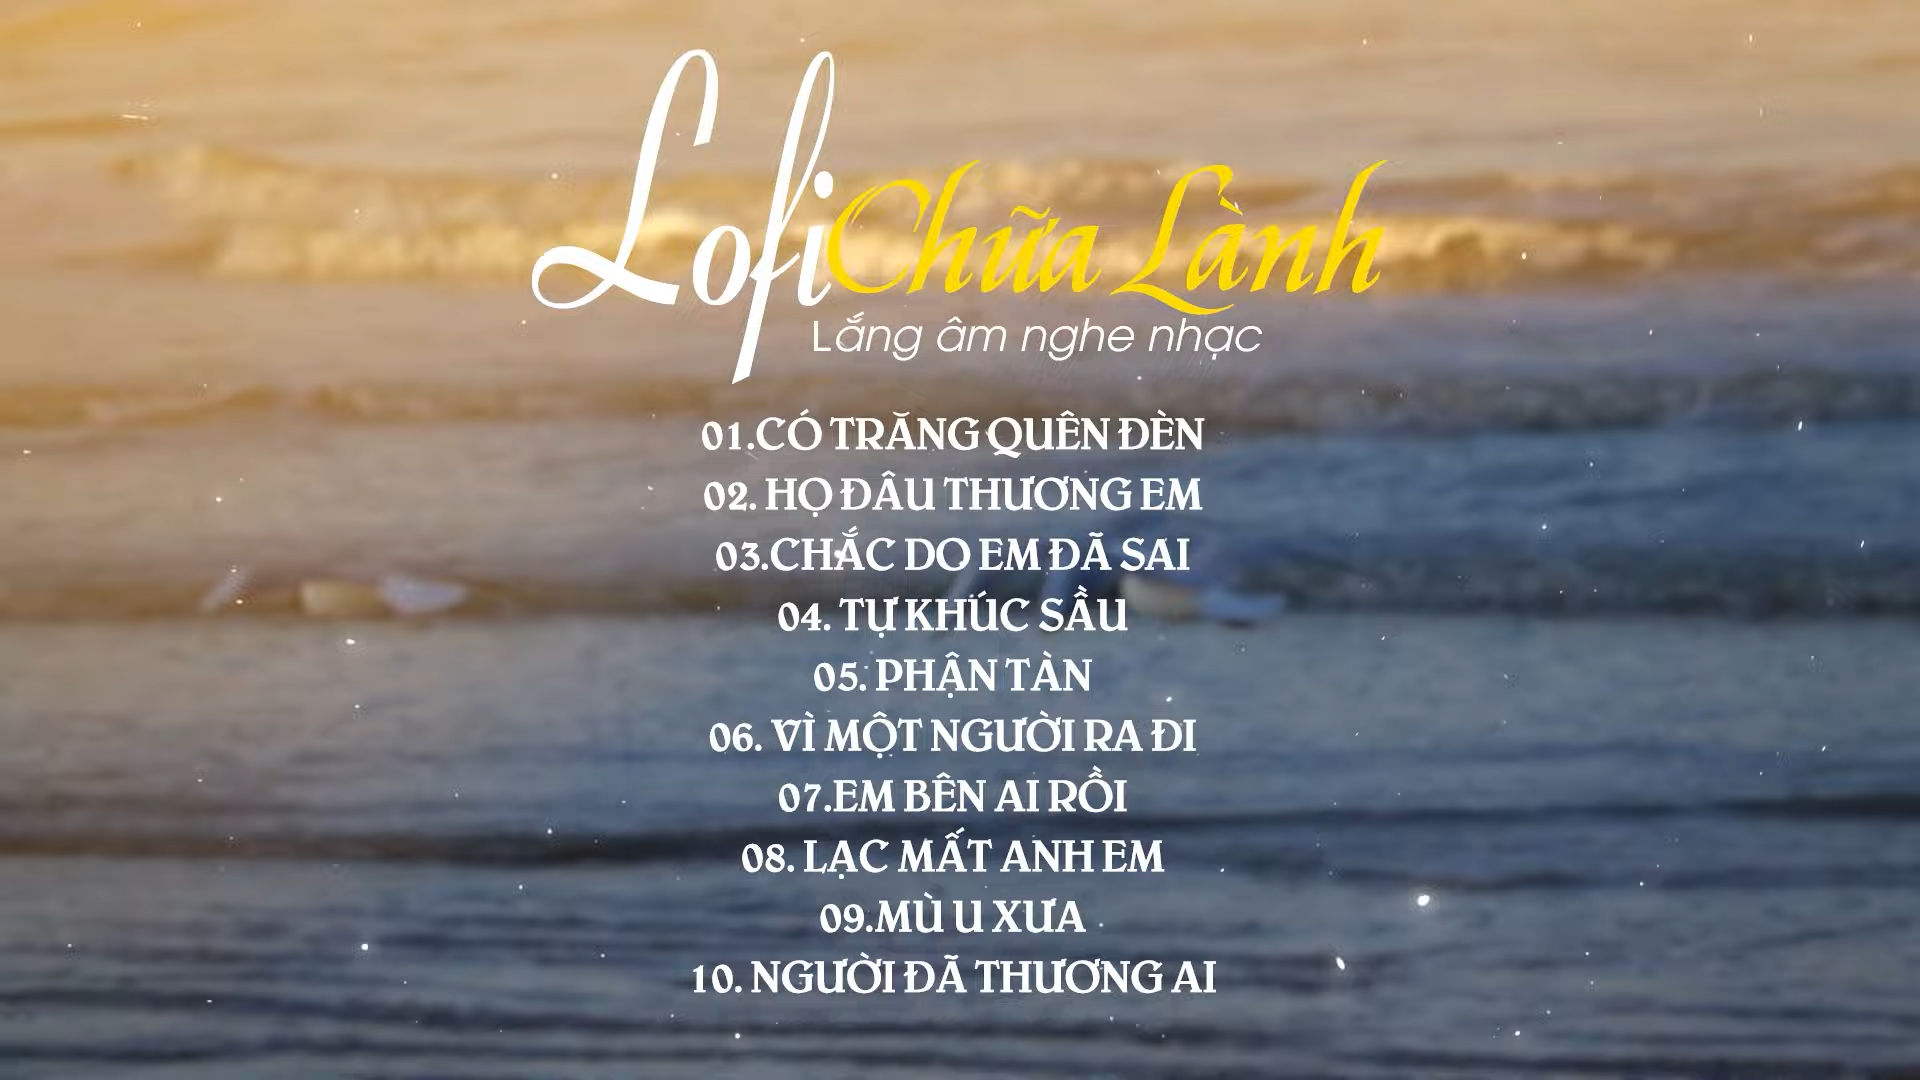 Lofi Chữa Lành
Lắng âm nghe nhạc
01.CÓ TRĂNG QUÊN ĐÈN
02. HỌ ĐÂU THƯƠNG EM
03.CHẮC DO EM ĐÃ SAI
04. TỰ KHÚC SẦU
05. PHẬN TÀN
06. VÌ MỘT NGƯỜI RA ĐI
07.EM BÊN AI RỒI
08. LẠC MẤT ANH EM
09.MÙ U XƯA
10. NGƯỜI ĐÃ THƯƠNG AI